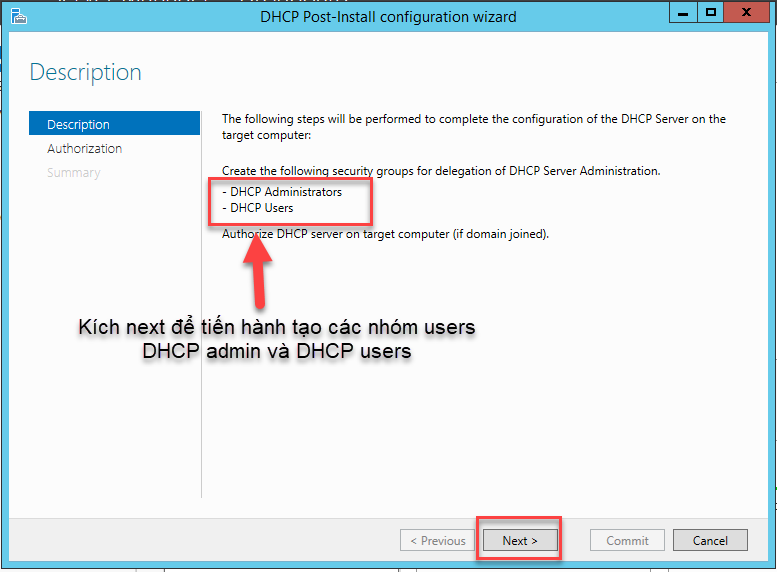 DHCP Post-Install configuration wizard
Description
Description
Authorization
Summary
The following steps will be performed to complete the configuration of the DHCP Server on the
target computer:
Create the following security groups for delegation of DHCP Server Administration.
- DHCP Administrators
- DHCP Users
Authorize DHCP server on target computer (if domain joined).
Kích next để tiến hành tạo các nhóm users
DHCP admin và DHCP users
< Previous
Next >
Commit
Cancel